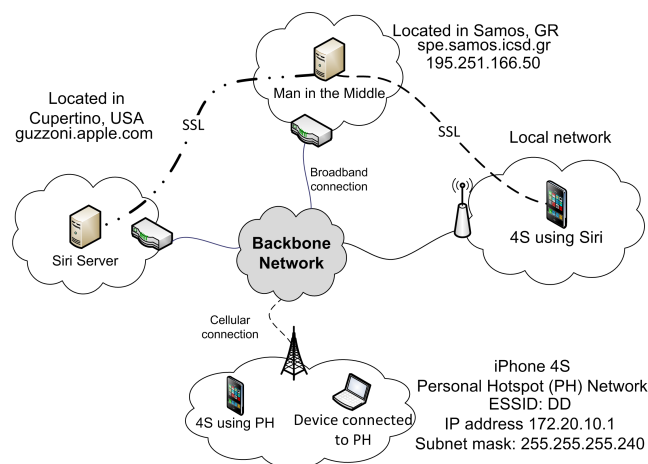 Located in Samos, GR
spe.samos.icsd.gr
195.251.166.50
Man in the Middle
Located in
Cupertino, USA
guzzoni.apple.com
SSL
SSL
Local network
Broadband
connection
Siri Server
Backbone
Network
4S using Siri
Cellular
connection
4S using PH
Device connected
to PH
iPhone 4S
Personal Hotspot (PH) Network
ESSID: DD
IP address 172.20.10.1
Subnet mask: 255.255.255.240